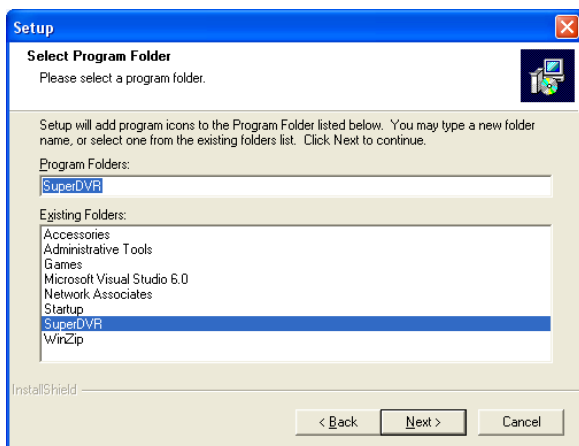 Setup
Select Program Folder
Please select a program folder.
Setup will add program icons to the Program Folder listed below. You may type a new folder
name, or select one from the existing folders list. Click Next to continue.
Program Folders:
SuperDVR
Existing Folders:
Accessories
Administrative Tools
Games
Microsoft Visual Studio 6.0
Network Associates
Startup
SuperDVR
WinZip
InstallShield
< Back
Next >
Cancel